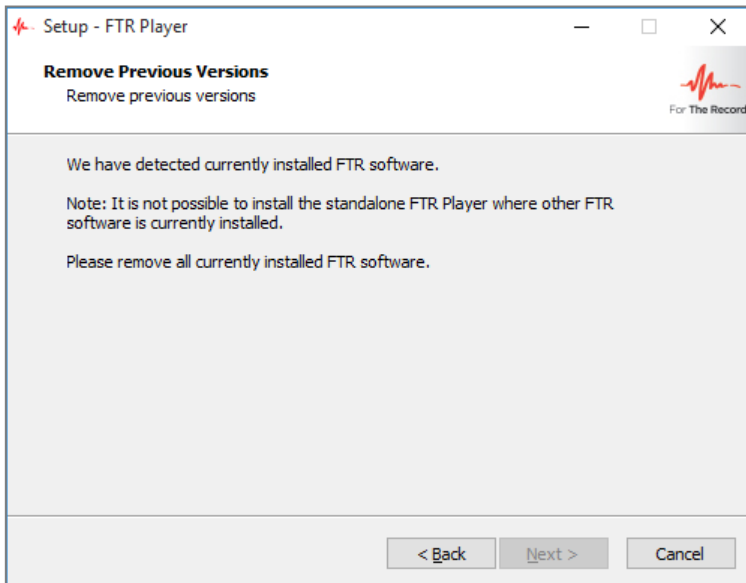 Setup - FTR Player
Remove Previous Versions
Remove previous versions
For The Record
We have detected currently installed FTR software.
Note: It is not possible to install the standalone FTR Player where other FTR
software is currently installed.
Please remove all currently installed FTR software.
< Back
Next >
Cancel